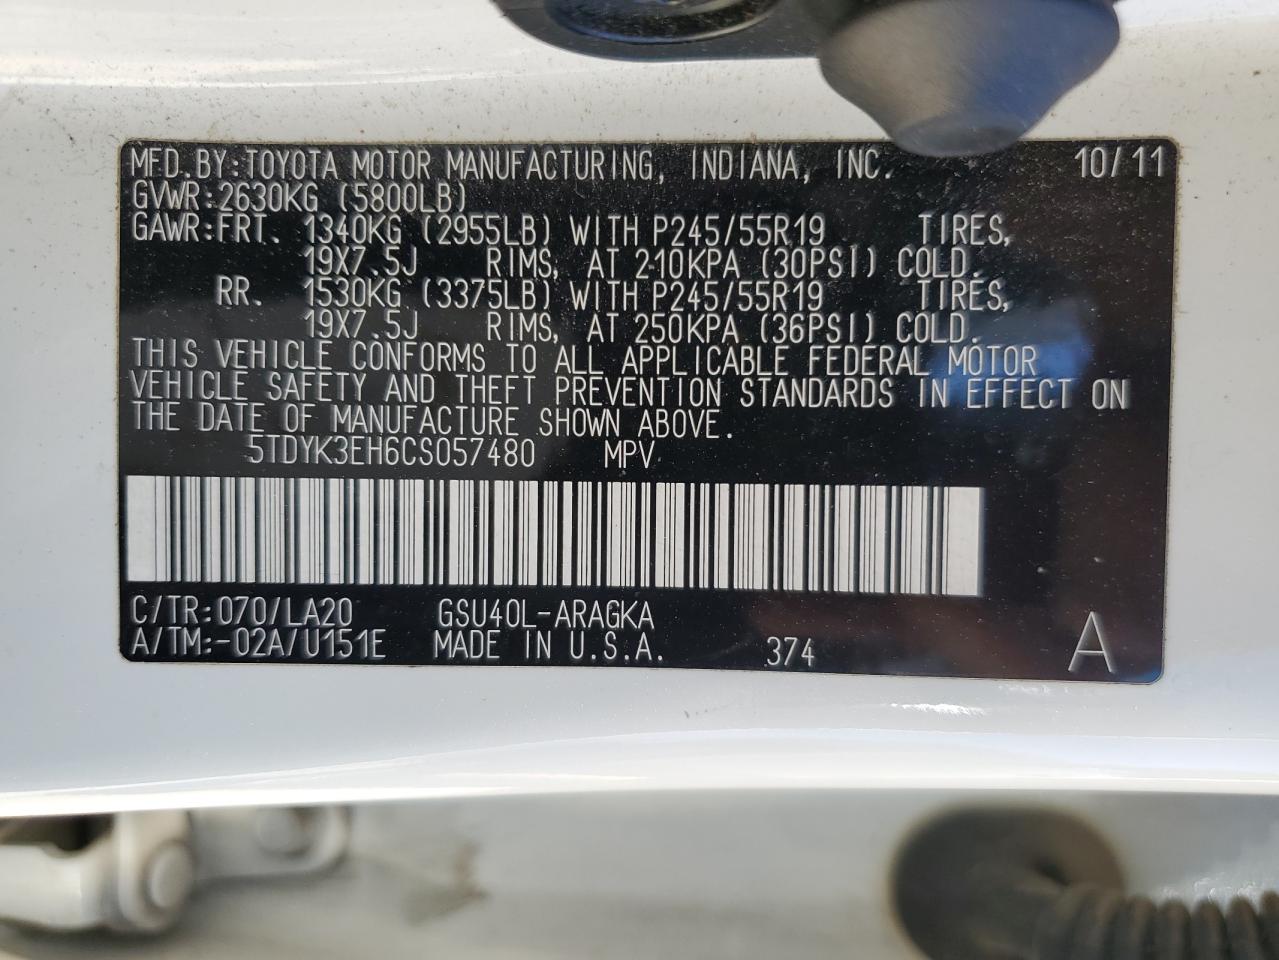 MFD.BY:TOYOTA MOTOR MANUFACTURING, INDIANA, INC. 10/11
GVWR:2630KG (5800LB)
GAWR:FRT. 1340KG (2955LB) WITH P245/55R19 TIRES,
19X7.5J RIMS, AT 210KPA (30PSI) COLD.
RR. 1530KG (3375LB) WITH P245/55R19 TIRES,
19X7.5J RIMS, AT 250KPA (36PSI) COLD.
THIS VEHICLE CONFORMS TO ALL APPLICABLE FEDERAL MOTOR
VEHICLE SAFETY AND THEFT PREVENTION STANDARDS IN EFFECT ON
THE DATE OF MANUFACTURE SHOWN ABOVE.
5TDYK3EH6CS057480 MPV
C/TR:070/LA20 GSU40L-ARAGKA
A/TM:-02A/U151E MADE IN U.S.A. 374 A